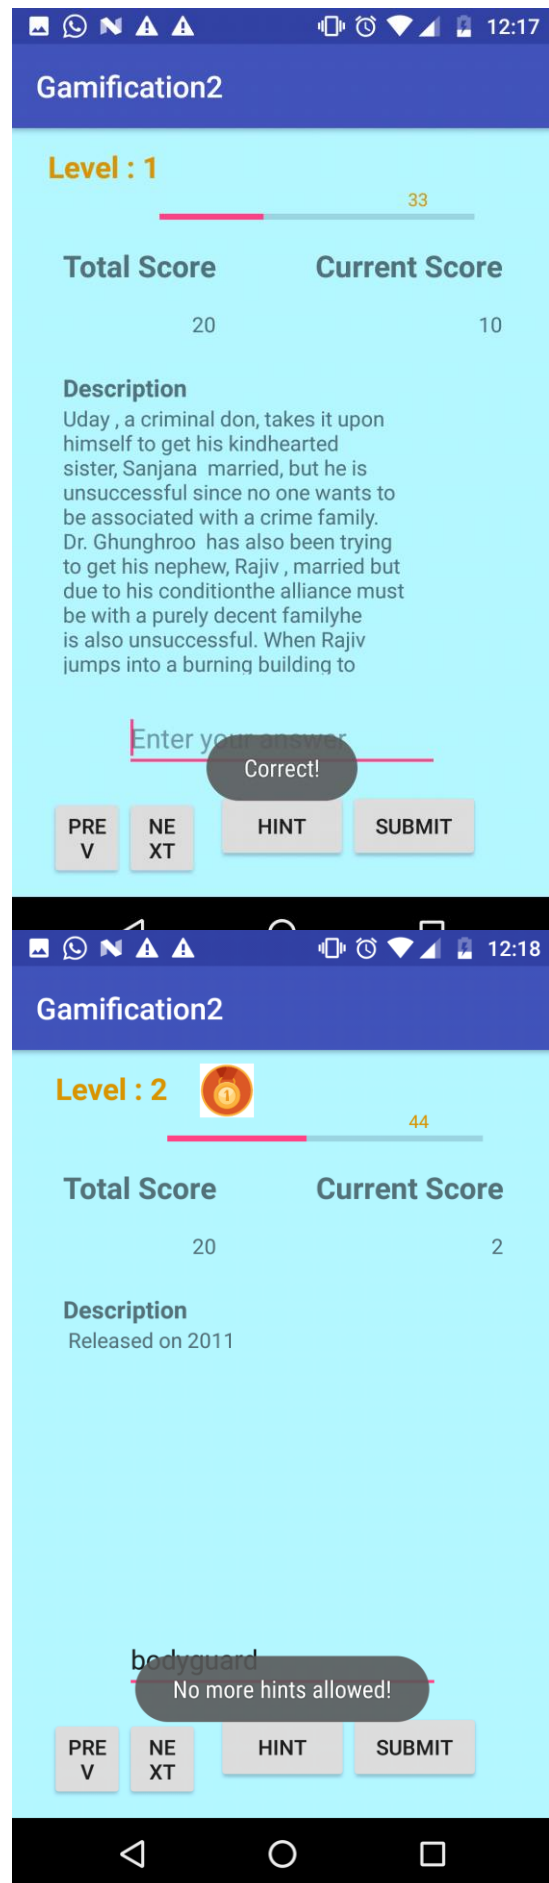 12:17
Gamification2
Level : 1
33
Total Score Current Score
20 10
Description
Uday , a criminal don, takes it upon
himself to get his kindhearted
sister, Sanjana  married, but he is
unsuccessful since no one wants to
be associated with a crime family.
Dr. Ghunghroo  has also been trying
to get his nephew, Rajiv , married but
due to his conditionthe alliance must
be with a purely decent familyhe
is also unsuccessful. When Rajiv
jumps into a burning building to
Enter your answer
Correct!
PRE
V
NE
XT
HINT
SUBMIT
12:18
Gamification2
Level : 2
1
44
Total Score Current Score
20 2
Description
Released on 2011
bodyguard
No more hints allowed!
PRE
V
NE
XT
HINT
SUBMIT